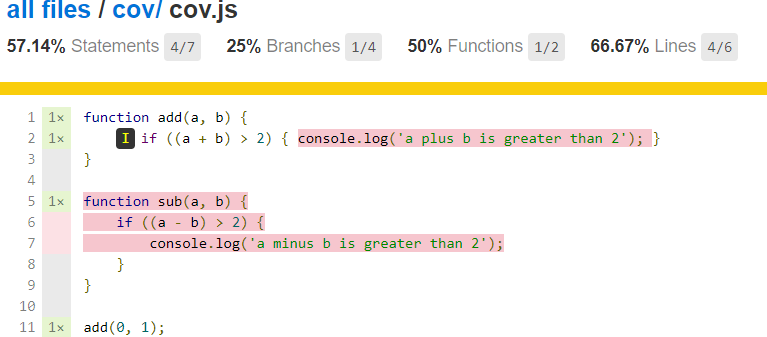 all files / cov/ cov.js
57.14% Statements 4/7 25% Branches 1/4 50% Functions 1/2 66.67% Lines 4/6
1 1× function add(a, b) {
2 1× I if ((a + b) > 2) { console.log('a plus b is greater than 2'); }
3 }
4
5 1× function sub(a, b) {
6 if ((a - b) > 2) {
7 console.log('a minus b is greater than 2');
8 }
9 }
10
11 1× add(0, 1);